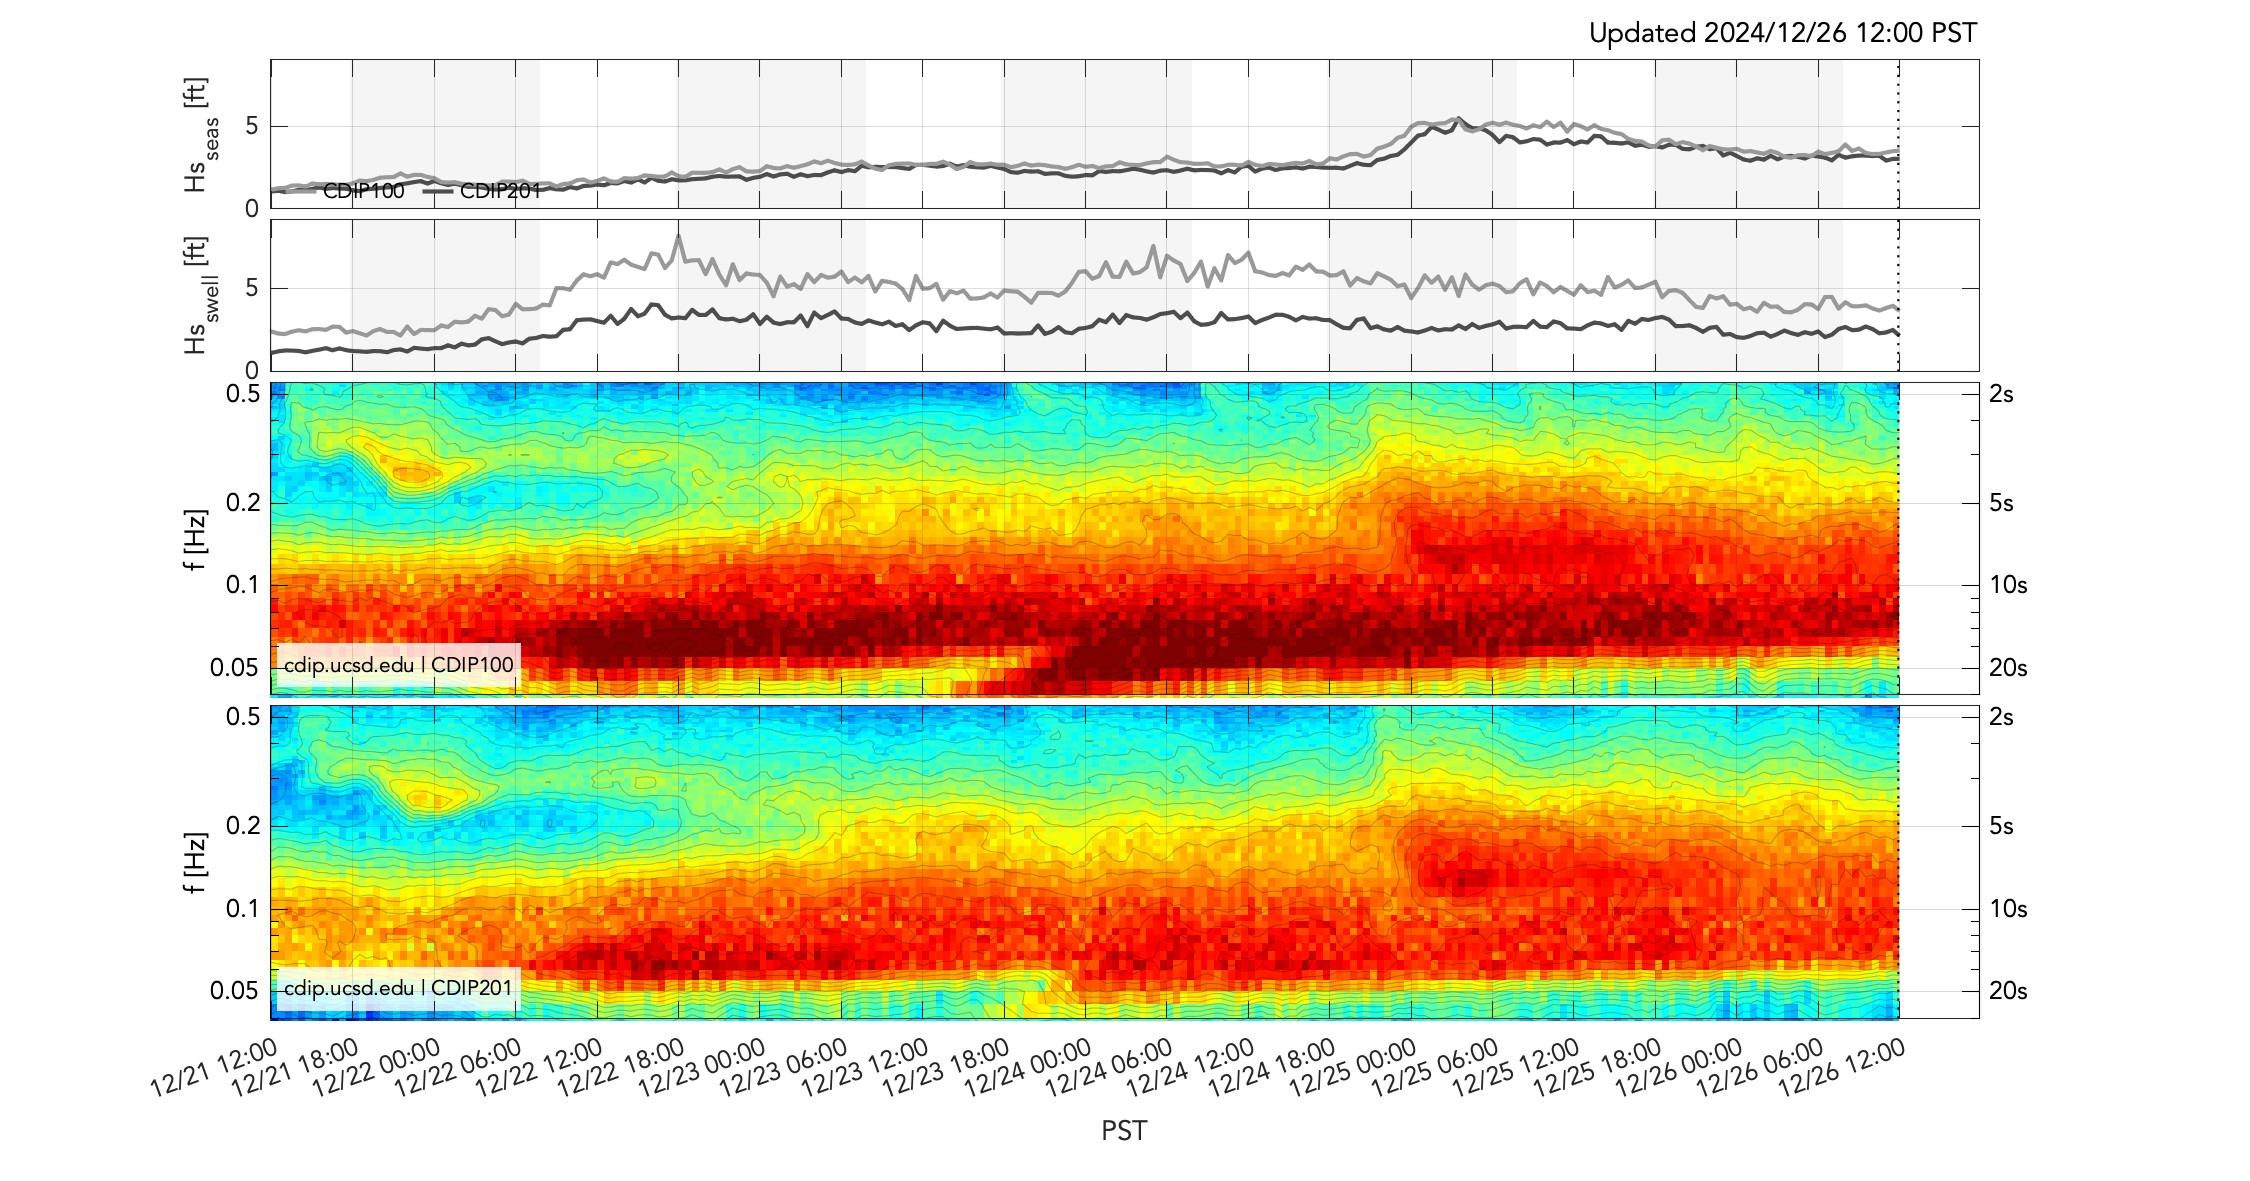 Updated 2024/12/26 12:00 PST
Hs seas [ft]
5
0
CDIP100 CDIP201
Hs swell [ft]
5
0
f [Hz]
0.5
0.2
0.1
0.05
2s
5s
10s
20s
cdip.ucsd.edu | CDIP100
f [Hz]
0.5
0.2
0.1
0.05
2s
5s
10s
20s
cdip.ucsd.edu | CDIP201
12/21 12:00
12/21 18:00
12/22 00:00
12/22 06:00
12/22 12:00
12/22 18:00
12/23 00:00
12/23 06:00
12/23 12:00
12/23 18:00
12/24 00:00
12/24 06:00
12/24 12:00
12/24 18:00
12/25 00:00
12/25 06:00
12/25 12:00
12/25 18:00
12/26 00:00
12/26 06:00
12/26 12:00
PST